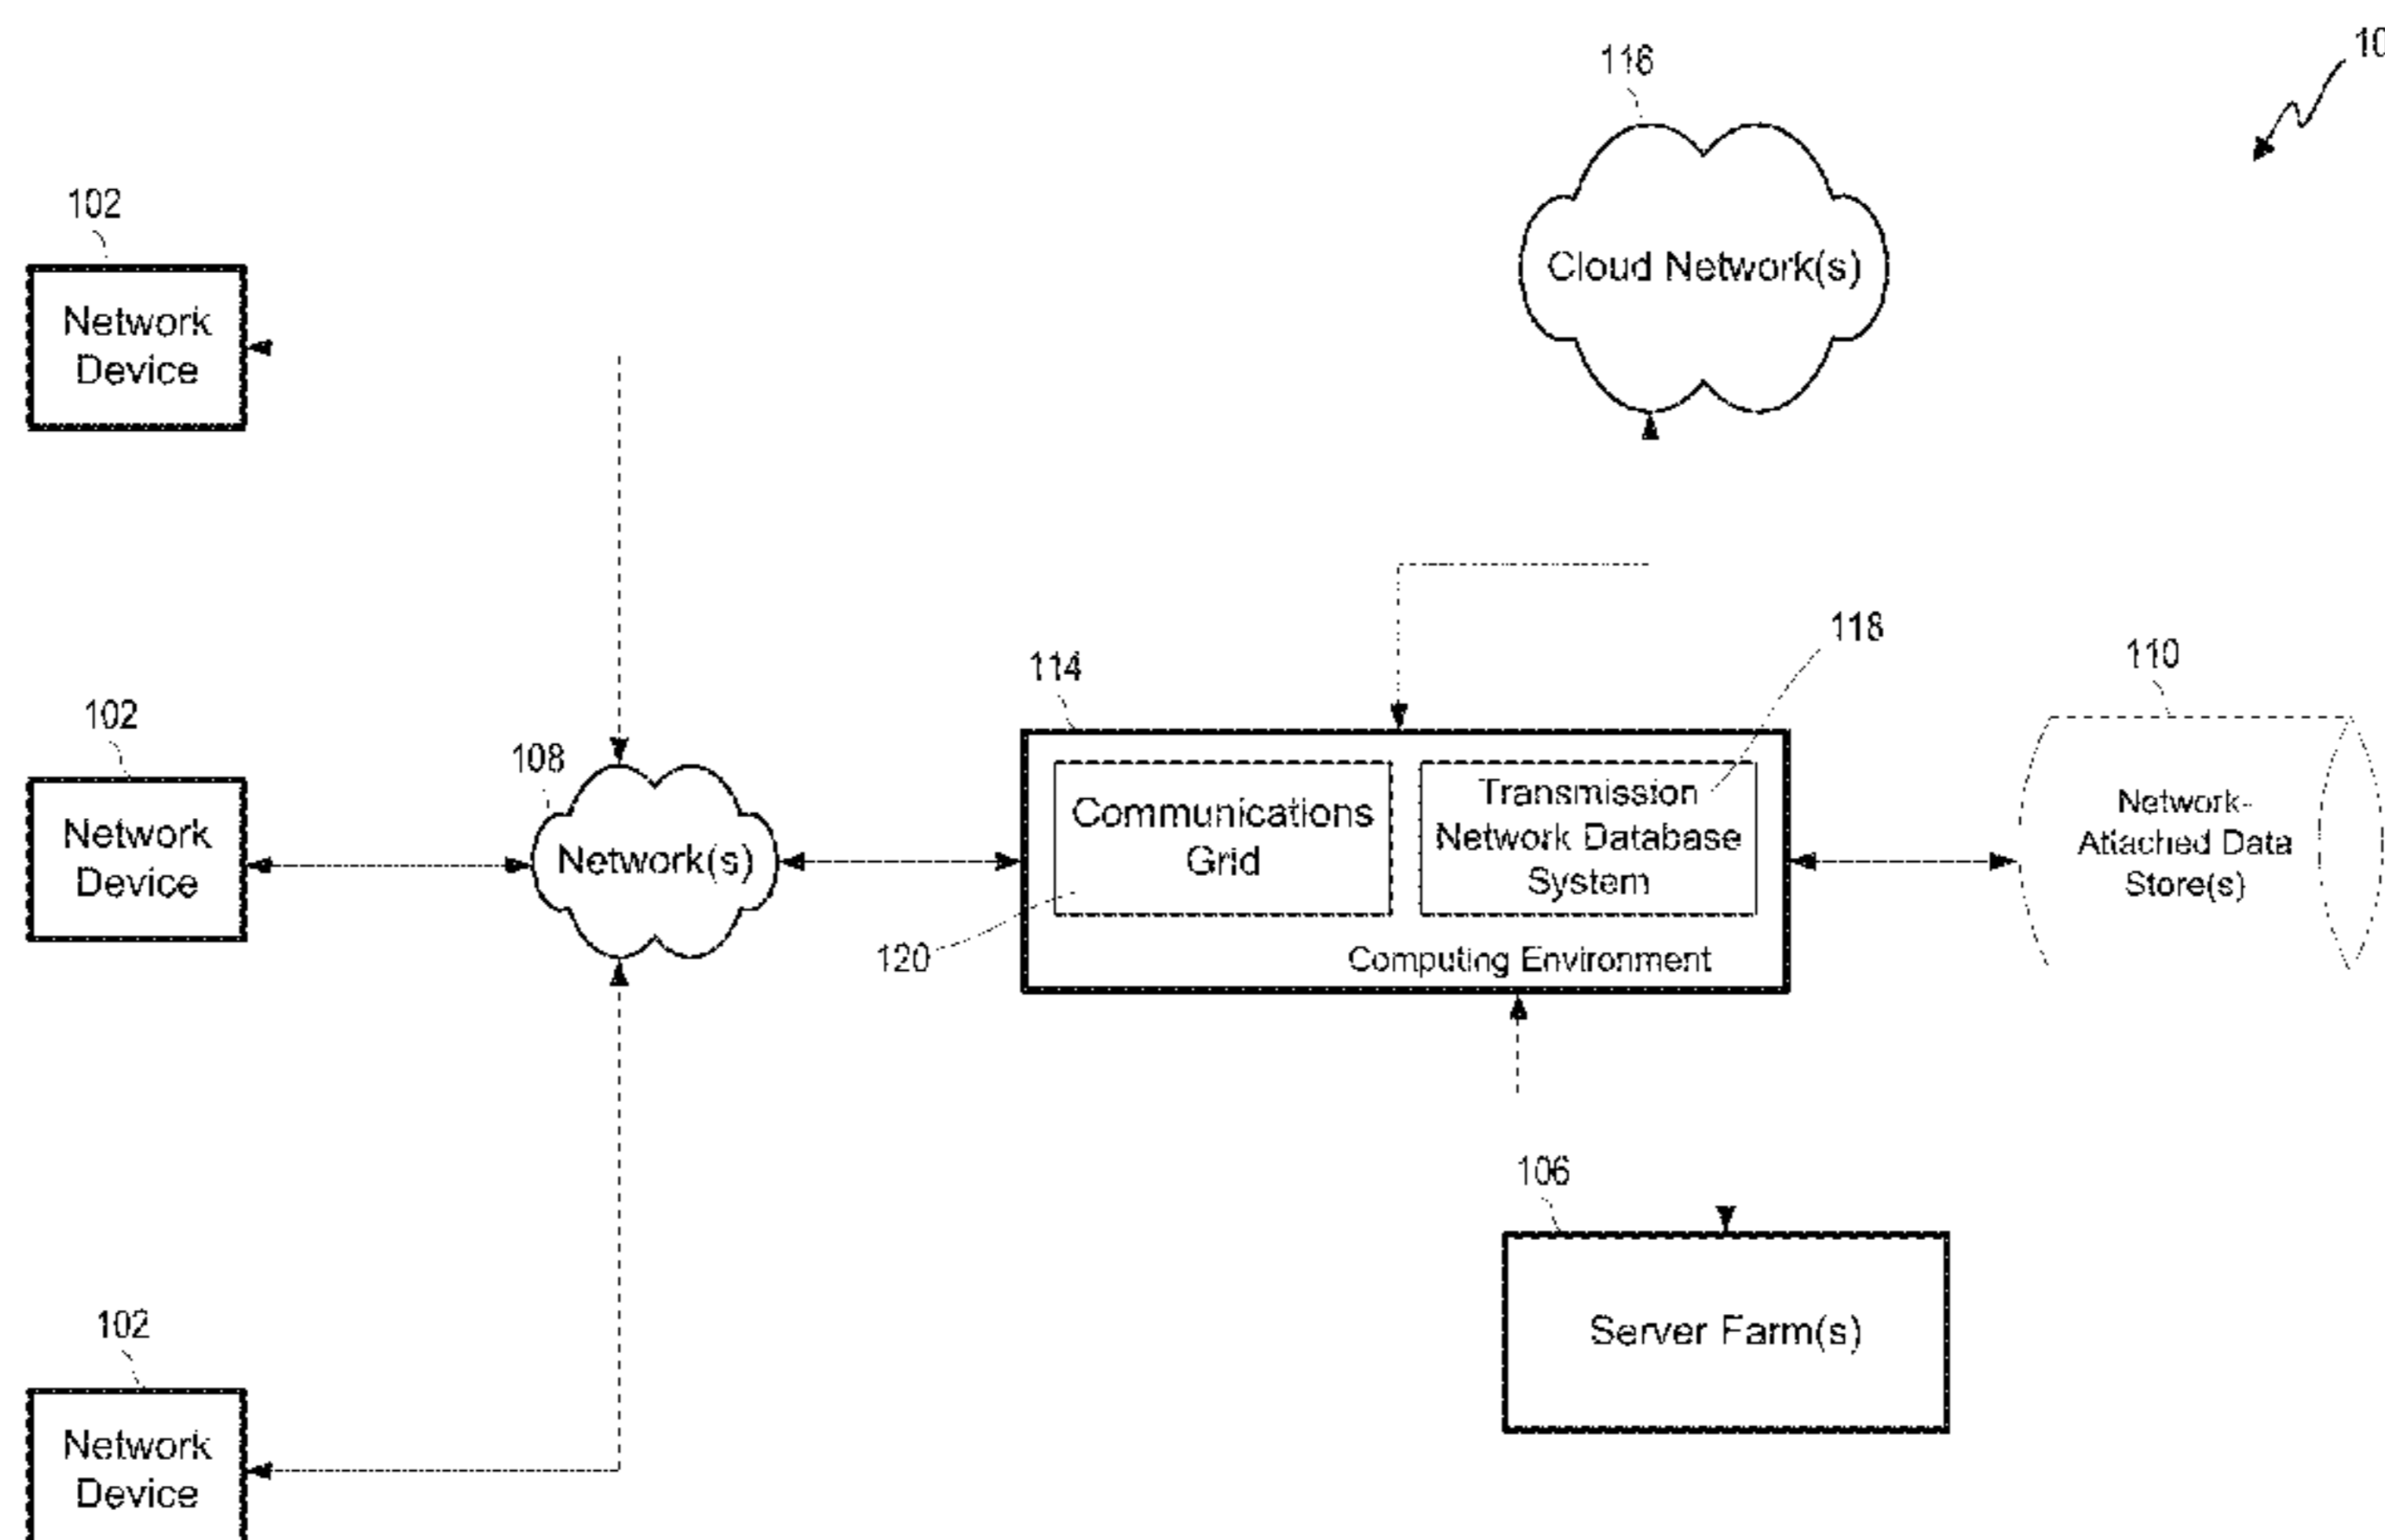 10
116
Cloud Network(s)
102
Network
Device
118
114
110
102
108
Network
Device
Network(s)
Communications
Grid
Transmission
Network Database
System
Network-
Attached Data
Store(s)
120
Computing Environment
106
102
Server Farm(s)
Network
Device